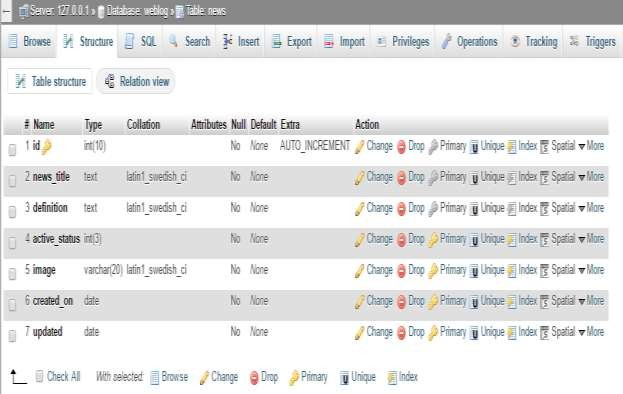 Server: 127.0.0.1 » Database: weblog » Table: news
Browse Structure SQL Search Insert Export Import Privileges Operations Tracking Triggers
Table structure Relation view
# Name Type Collation Attributes Null Default Extra Action
1 id int(10) No None AUTO_INCREMENT Change Drop Primary Unique Index Spatial More
2 news_title text latin1_swedish_ci No None Change Drop Primary Unique Index Spatial More
3 definition text latin1_swedish_ci No None Change Drop Primary Unique Index Spatial More
4 active_status int(3) No None Change Drop Primary Unique Index Spatial More
5 image varchar(20) latin1_swedish_ci No None Change Drop Primary Unique Index Spatial More
6 created_on date No None Change Drop Primary Unique Index Spatial More
7 updated date No None Change Drop Primary Unique Index Spatial More
Check All With selected: Browse Change Drop Primary Unique Index